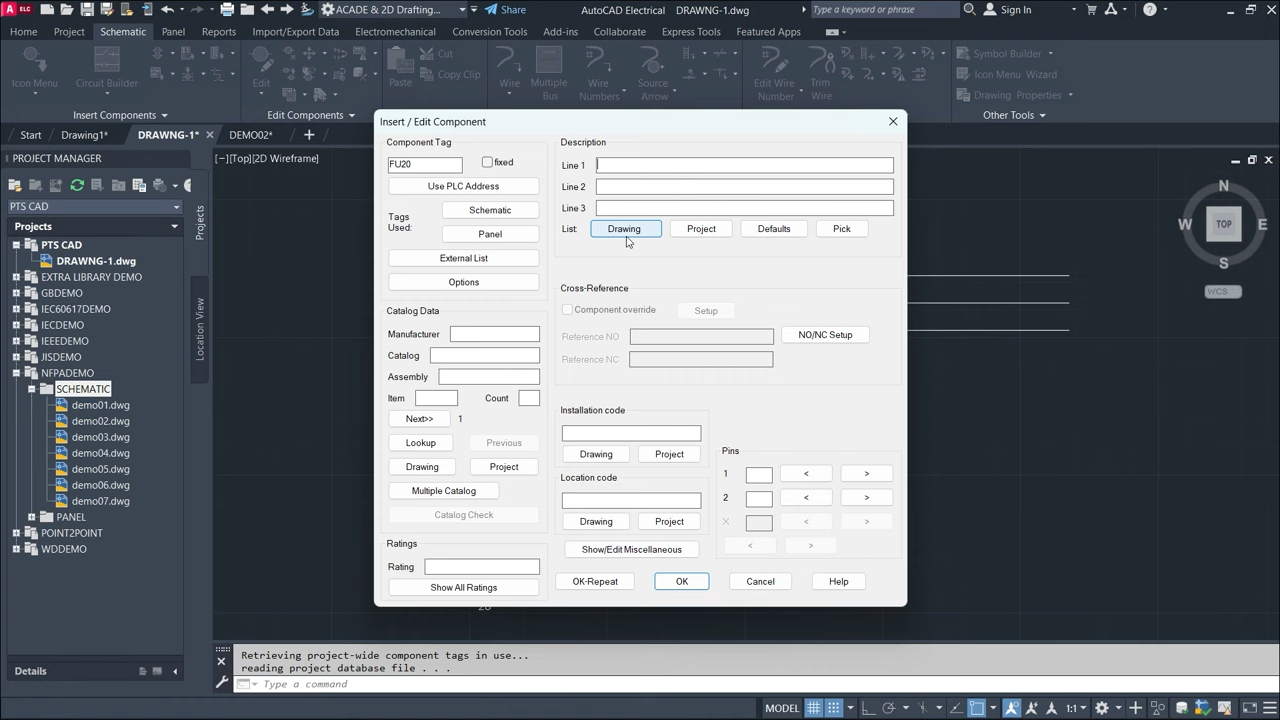 A ELC ACADE & 2D Drafting... Share AutoCAD Electrical DRAWNG-1.dwg Type a keyword or phrase Sign In
Home Project Schematic Panel Reports Import/Export Data Electromechanical Conversion Tools Add-ins Collaborate Express Tools Featured Apps
Icon Menu Circuit Builder Edit Paste Cut Copy Clip Wire Multiple Bus Wire Numbers Source Arrow Edit Wire Number Trim Wire Symbol Builder
Icon Menu Wizard
Drawing Properties
Insert Components Edit Components Other Tools
Start Drawing1* DRAWNG-1* DEMO02*
PROJECT MANAGER
[−][Top][2D Wireframe]
PTS CAD
Projects
PTS CAD
DRAWNG-1.dwg
EXTRA LIBRARY DEMO
GBDEMO
IEC60617DEMO
IECDEMO
IEEEDEMO
JISDEMO
NFPADEMO
SCHEMATIC
demo01.dwg
demo02.dwg
demo03.dwg
demo04.dwg
demo05.dwg
demo06.dwg
demo07.dwg
PANEL
POINT2POINT
WDDEMO
Details
Projects
Location View
Insert / Edit Component
Component Tag
FU20 fixed
Use PLC Address
Tags Used: Schematic
Panel
External List
Options
Catalog Data
Manufacturer
Catalog
Assembly
Item Count
Next>> 1
Lookup Previous
Drawing Project
Multiple Catalog
Catalog Check
Ratings
Rating
Show All Ratings
Description
Line 1
Line 2
Line 3
List: Drawing Project Defaults Pick
Cross-Reference
Component override Setup
Reference NO NO/NC Setup
Reference NC
Installation code
Drawing Project
Location code
Drawing Project
Show/Edit Miscellaneous
Pins
1 < >
2 < >
X < >
< >
OK-Repeat OK Cancel Help
N
W TOP E
S
WCS
Retrieving project-wide component tags in use...
reading project database file . . .
Type a command
MODEL 1:1